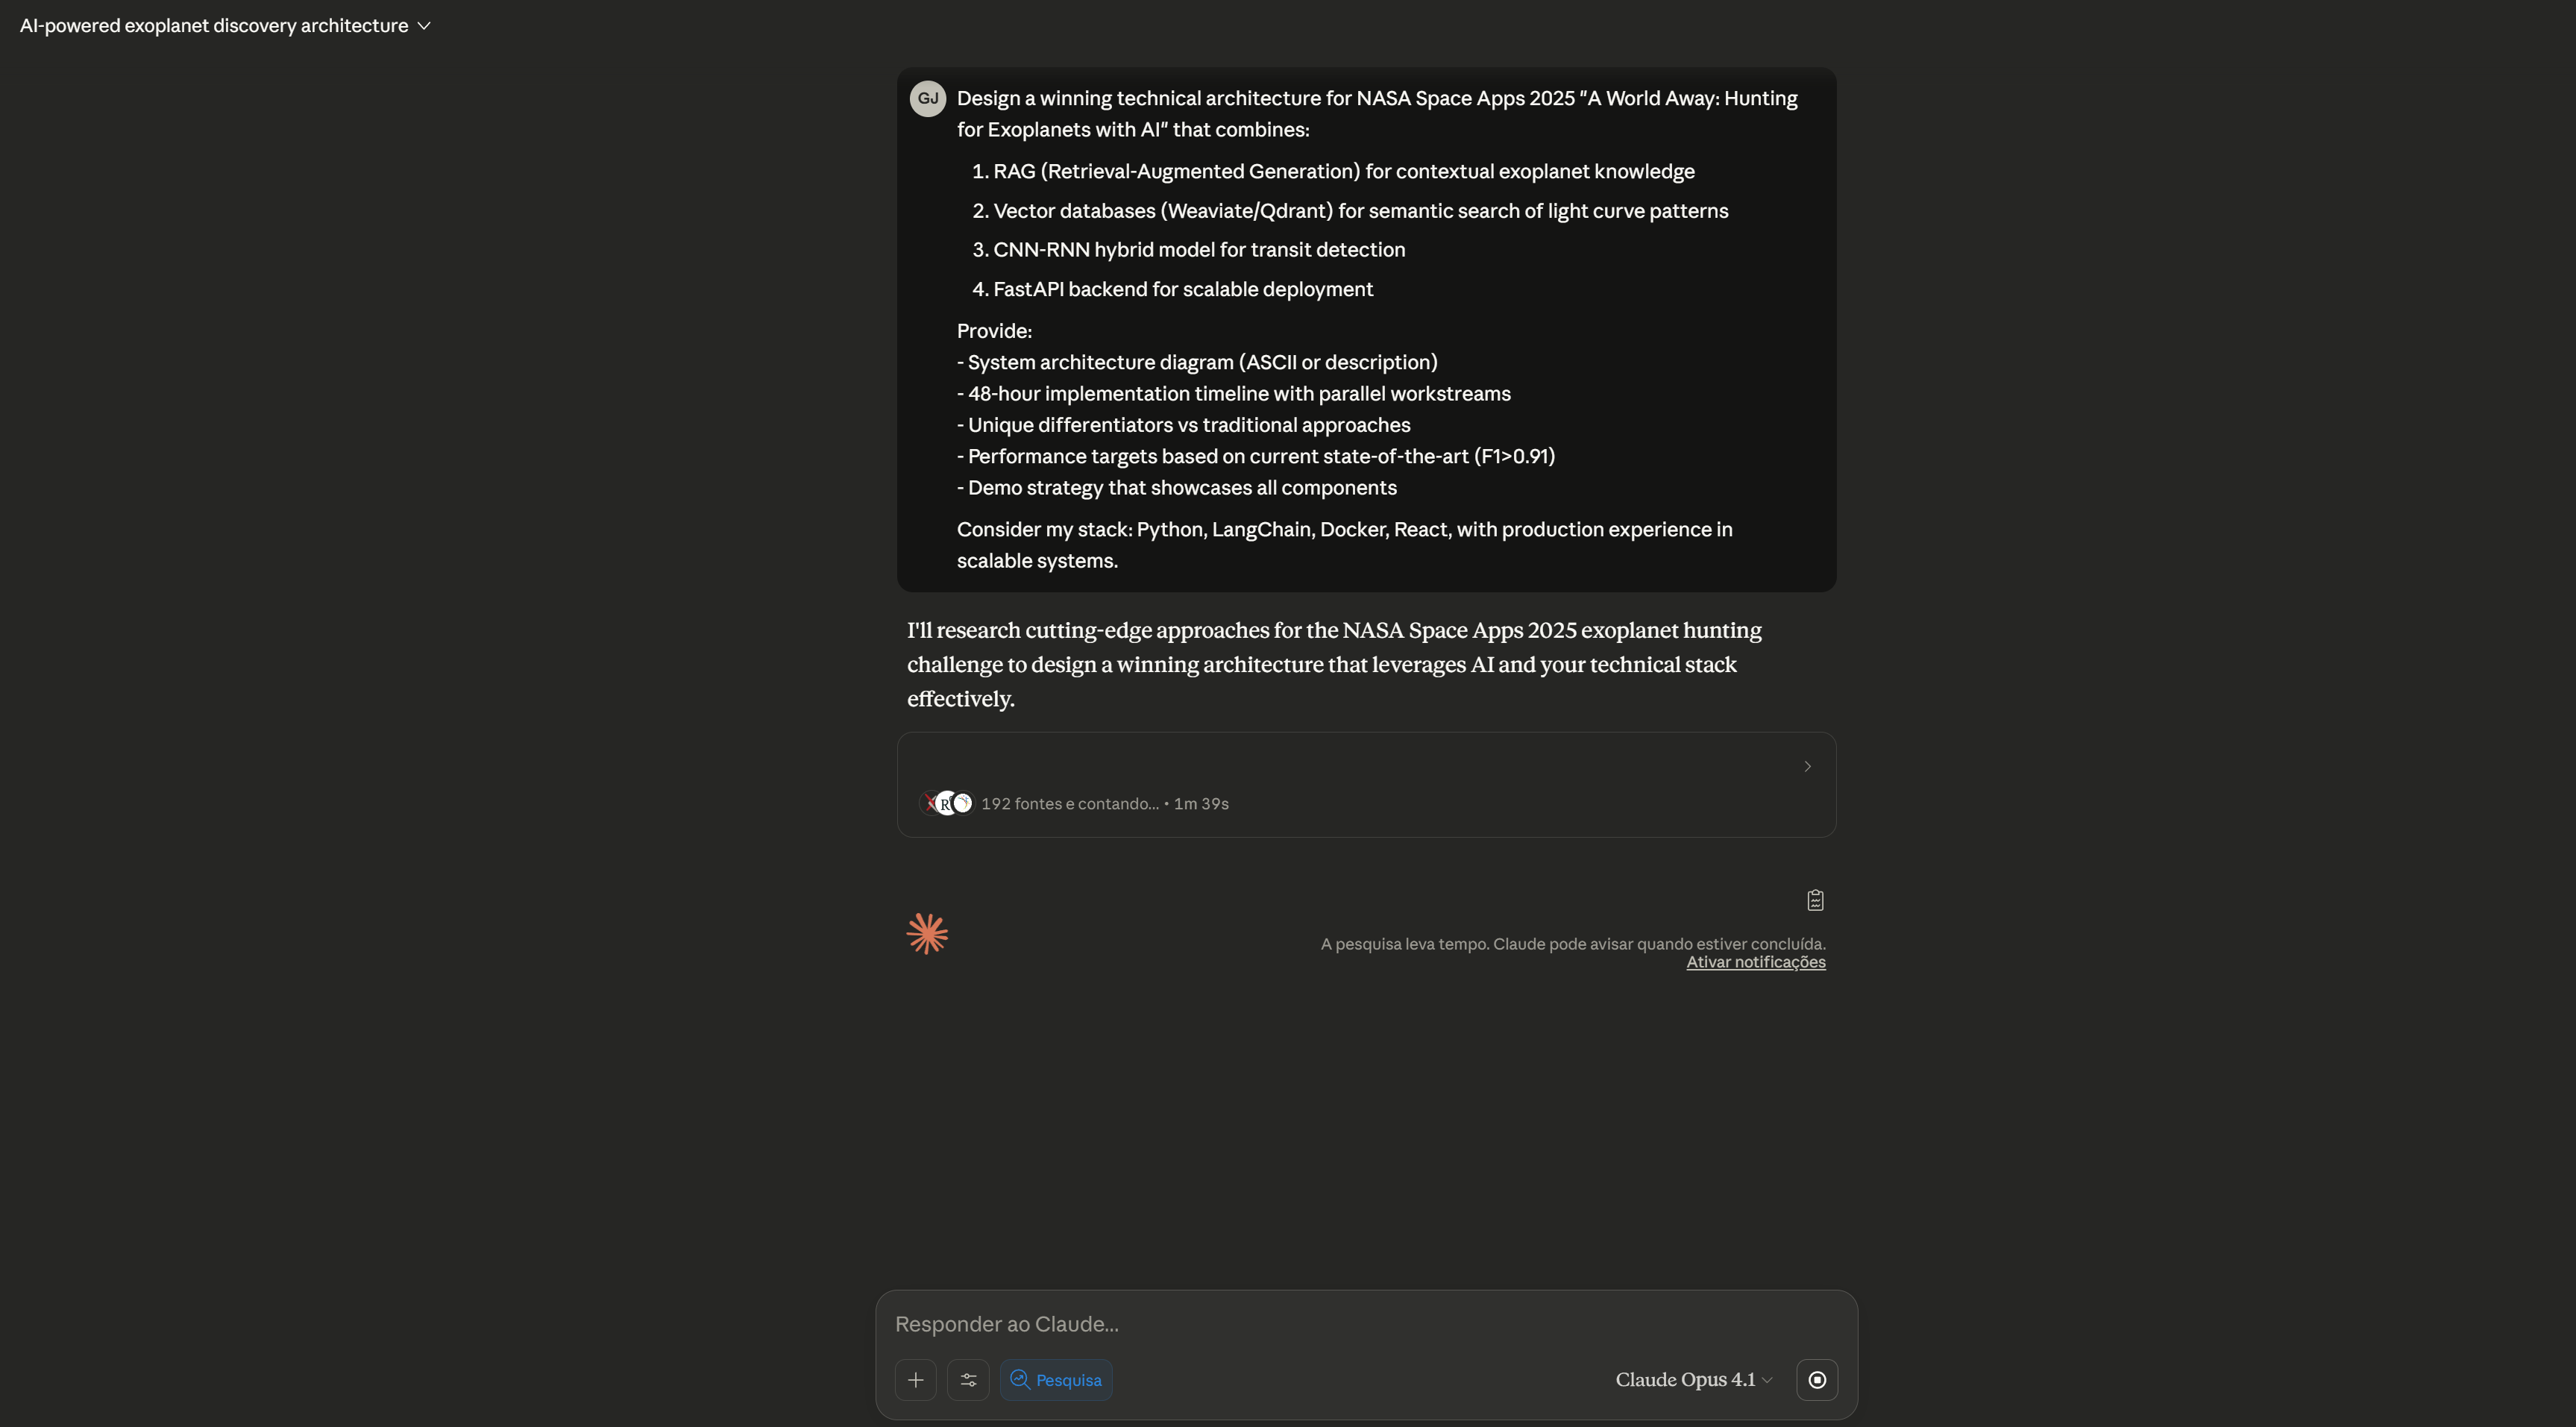 AI-powered exoplanet discovery architecture
GJ
Design a winning technical architecture for NASA Space Apps 2025 "A World Away: Hunting
for Exoplanets with AI" that combines:
1. RAG (Retrieval-Augmented Generation) for contextual exoplanet knowledge
2. Vector databases (Weaviate/Qdrant) for semantic search of light curve patterns
3. CNN-RNN hybrid model for transit detection
4. FastAPI backend for scalable deployment
Provide:
- System architecture diagram (ASCII or description)
- 48-hour implementation timeline with parallel workstreams
- Unique differentiators vs traditional approaches
- Performance targets based on current state-of-the-art (F1>0.91)
- Demo strategy that showcases all components
Consider my stack: Python, LangChain, Docker, React, with production experience in
scalable systems.
I'll research cutting-edge approaches for the NASA Space Apps 2025 exoplanet hunting
challenge to design a winning architecture that leverages AI and your technical stack
effectively.
R
192 fontes e contando... • 1m 39s
A pesquisa leva tempo. Claude pode avisar quando estiver concluída.
Ativar notificações
Responder ao Claude...
Pesquisa
Claude Opus 4.1